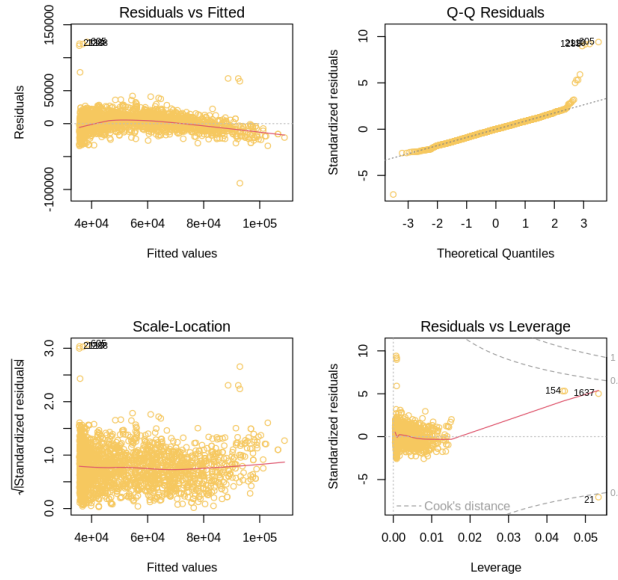 Residuals vs Fitted
Residuals
150000
50000
0
-100000
4e+04
6e+04
8e+04
1e+05
Fitted values
Q-Q Residuals
Standardized residuals
10
5
0
-5
-3
-2
-1
0
1
2
3
Theoretical Quantiles
Scale-Location
√|Standardized residuals|
3.0
2.0
1.0
0.0
4e+04
6e+04
8e+04
1e+05
Fitted values
Residuals vs Leverage
Standardized residuals
10
5
0
-5
154
1637
21
1
0.
0.
Cook's distance
0.00
0.01
0.02
0.03
0.04
0.05
Leverage